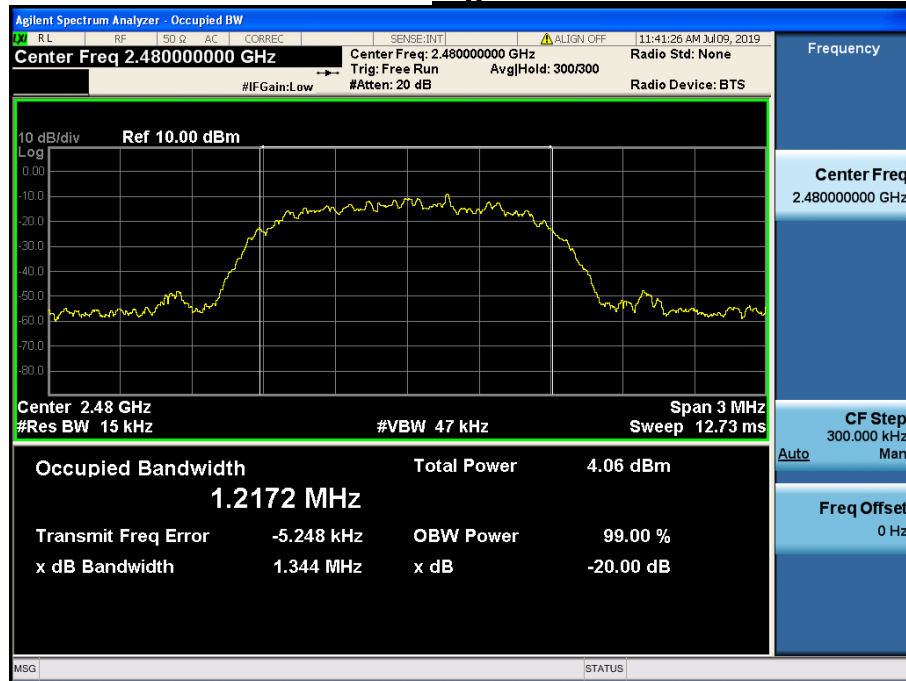 Agilent Spectrum Analyzer - Occupied BW
LXI RL RF 50 Ω AC CORREC SENSE:INT ALIGN OFF 11:41:26 AM Jul 09, 2019
Center Freq 2.480000000 GHz
Center Freq: 2.480000000 GHz
Radio Std: None
Trig: Free Run Avg|Hold: 300/300
#IFGain:Low
#Atten: 20 dB
Radio Device: BTS
10 dB/div Ref 10.00 dBm
Log
0.00
-10.0
-20.0
-30.0
-40.0
-50.0
-60.0
-70.0
-80.0
Center 2.48 GHz Span 3 MHz
#Res BW 15 kHz #VBW 47 kHz Sweep 12.73 ms
Occupied Bandwidth Total Power 4.06 dBm
1.2172 MHz
Transmit Freq Error -5.248 kHz OBW Power 99.00 %
x dB Bandwidth 1.344 MHz x dB -20.00 dB
MSG STATUS
Frequency
Center Freq
2.480000000 GHz
CF Step
300.000 kHz
Auto Man
Freq Offset
0 Hz